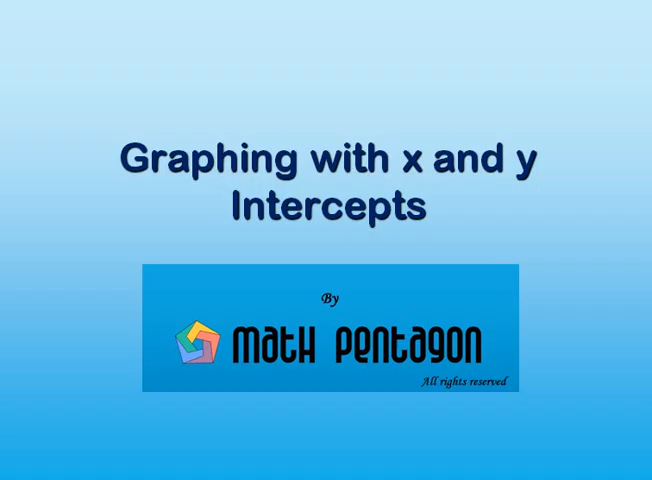 Graphing with x and y
Intercepts
By
Math Pentagon
All rights reserved